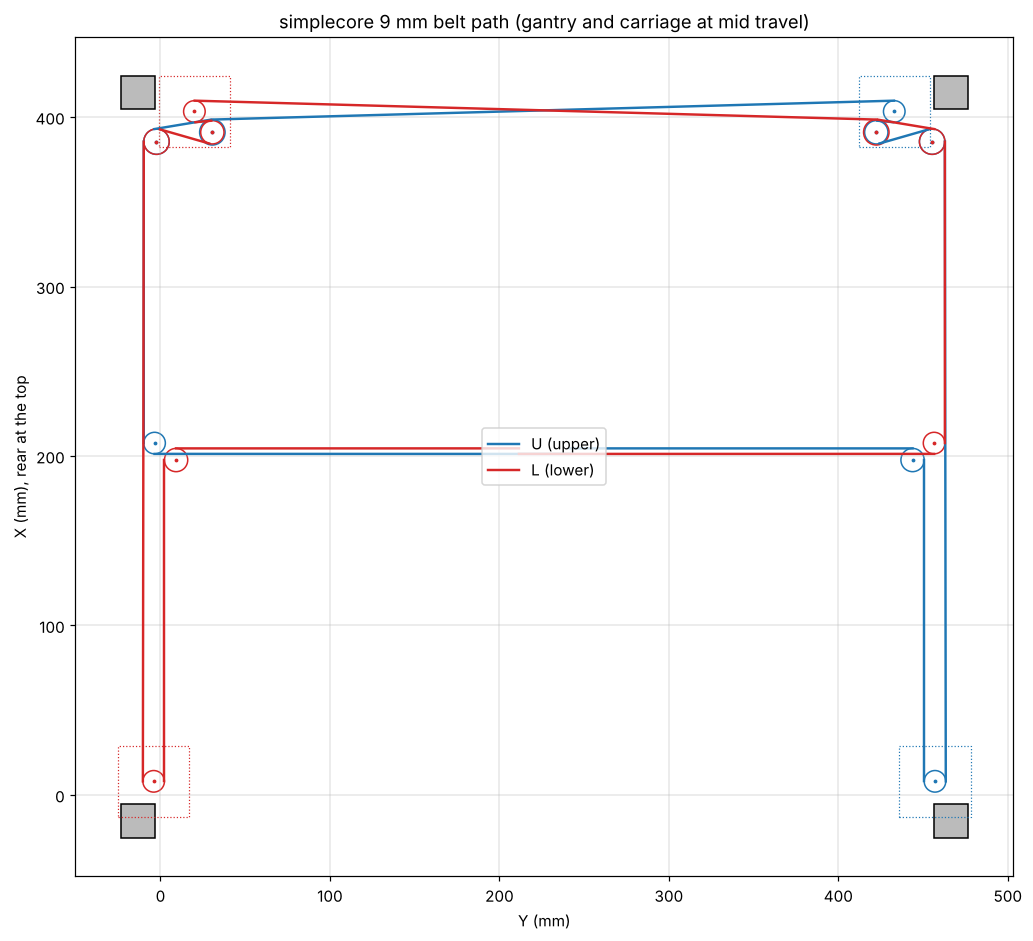 simplecore 9 mm belt path (gantry and carriage at mid travel)
400
300
200
100
0
X (mm), rear at the top
U (upper)
L (lower)
0
100
200
300
400
500
Y (mm)